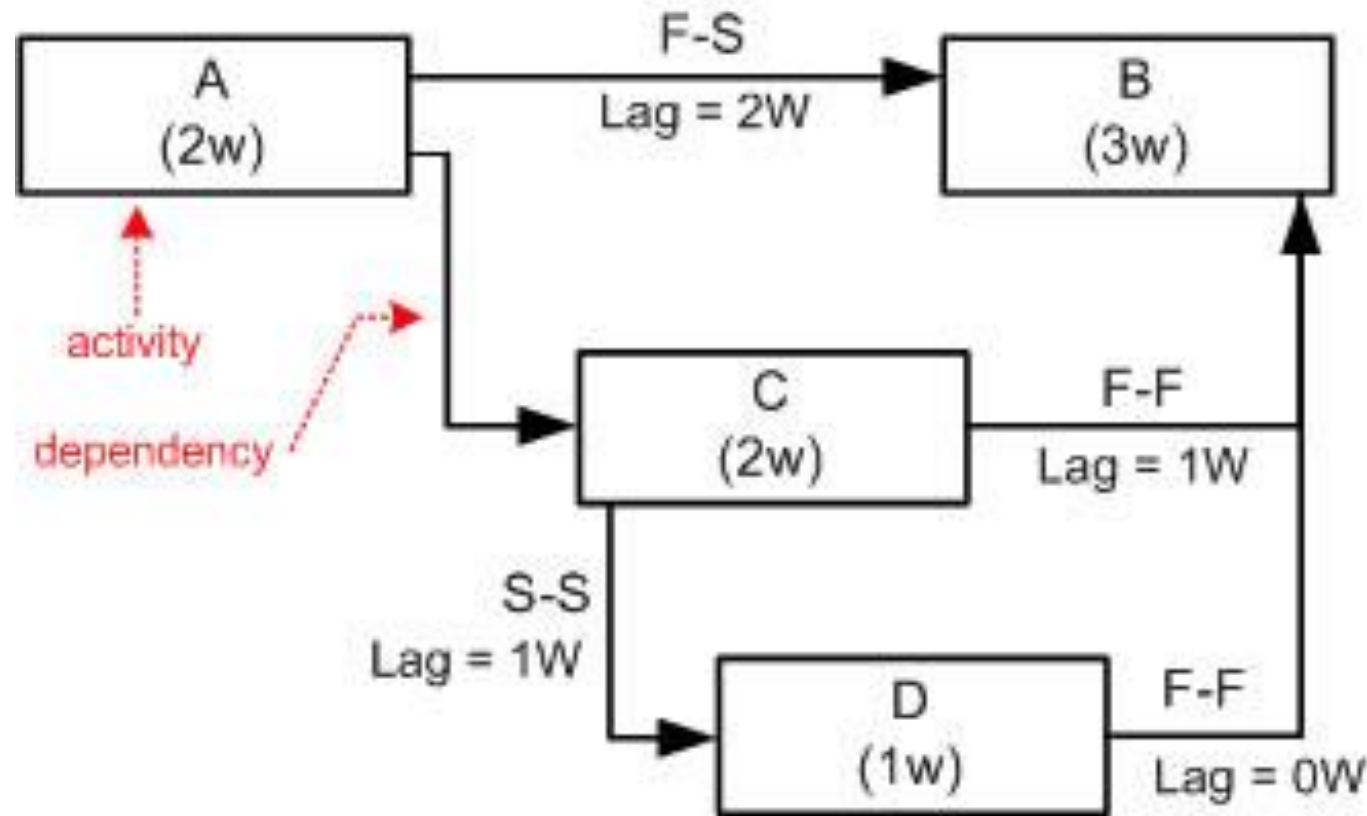 A
(2w)
F-S
Lag = 2W
B
(3w)
activity
dependency
C
(2w)
F-F
Lag = 1W
S-S
Lag = 1W
D
(1w)
F-F
Lag = 0W